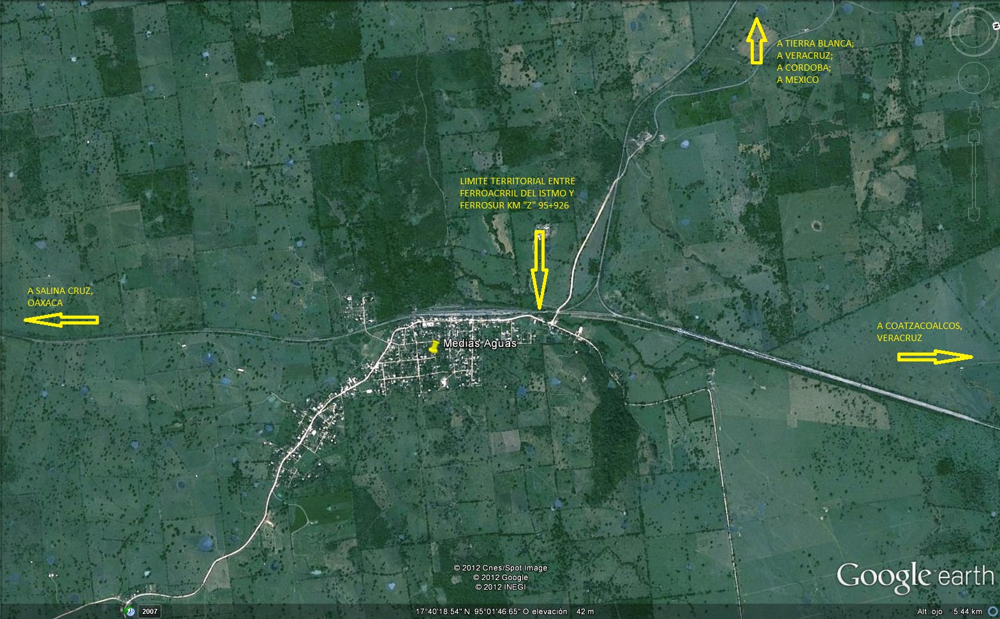 A TIERRA BLANCA;
A VERACRUZ;
A CORDOBA;
A MEXICO
LIMITE TERRITORIAL ENTRE
FERROACRRIL DEL ISTMO Y
FERROSUR KM "Z" 95+926
A SALINA CRUZ,
OAXACA
A COATZACOALCOS,
VERACRUZ
Medias Aguas
© 2012 Cnes/Spot Image
© 2012 Google
© 2012 INEGI
Google earth
2007
17°40'18.54" N 95°01'46.65" O elevación 42 m
Alt. ojo 5.44 km
N